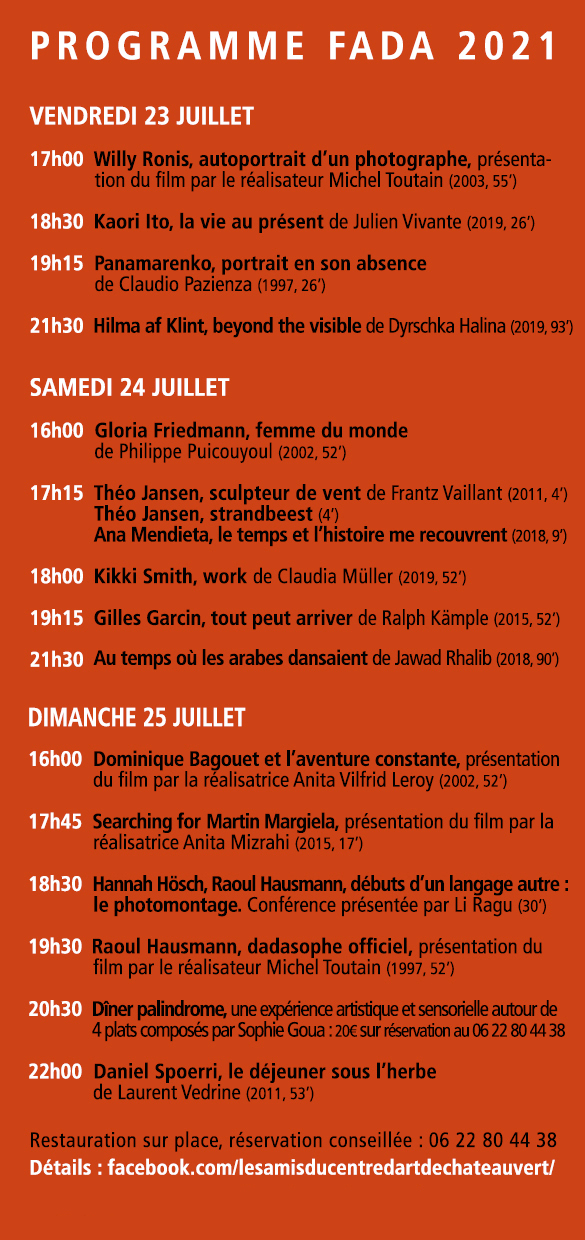 PROGRAMME FADA 2021
VENDREDI 23 JUILLET
17h00 Willy Ronis, autoportrait d’un photographe, présenta-
tion du film par le réalisateur Michel Toutain (2003, 55’)
18h30 Kaori Ito, la vie au présent de Julien Vivante (2019, 26’)
19h15 Panamarenko, portrait en son absence
de Claudio Pazienza (1997, 26’)
21h30 Hilma af Klint, beyond the visible de Dyrschka Halina (2019, 93’)
SAMEDI 24 JUILLET
16h00 Gloria Friedmann, femme du monde
de Philippe Puicouyoul (2002, 52’)
17h15 Théo Jansen, sculpteur de vent de Frantz Vaillant (2011, 4’)
Théo Jansen, strandbeest (4’)
Ana Mendieta, le temps et l’histoire me recouvrent (2018, 9’)
18h00 Kikki Smith, work de Claudia Müller (2019, 52’)
19h15 Gilles Garcin, tout peut arriver de Ralph Kämple (2015, 52’)
21h30 Au temps où les arabes dansaient de Jawad Rhalib (2018, 90’)
DIMANCHE 25 JUILLET
16h00 Dominique Bagouet et l’aventure constante, présentation
du film par la réalisatrice Anita Vilfrid Leroy (2002, 52’)
17h45 Searching for Martin Margiela, présentation du film par la
réalisatrice Anita Mizrahi (2015, 17’)
18h30 Hannah Hösch, Raoul Hausmann, débuts d’un langage autre :
le photomontage. Conférence présentée par Li Ragu (30’)
19h30 Raoul Hausmann, dadasophe officiel, présentation du
film par le réalisateur Michel Toutain (1997, 52’)
20h30 Dîner palindrome, une expérience artistique et sensorielle autour de
4 plats composés par Sophie Goua : 20€ sur réservation au 06 22 80 44 38
22h00 Daniel Spoerri, le déjeuner sous l’herbe
de Laurent Vedrine (2011, 53’)
Restauration sur place, réservation conseillée : 06 22 80 44 38
Détails : facebook.com/lesamisducentredartdechateauvert/